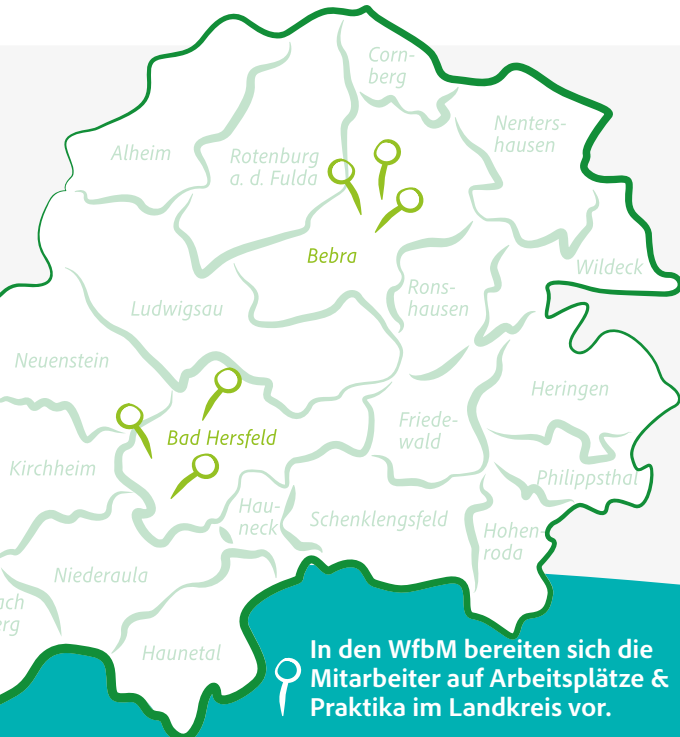 Corn-
berg
Nenters-
hausen
Alheim
Rotenburg
a. d. Fulda
Bebra
Wildeck
Rons-
hausen
Ludwigsau
Neuenstein
Heringen
Friede-
wald
Bad Hersfeld
Kirchheim
Philippsthal
Hau-
neck
Schenklengsfeld
Hohen-
roda
Niederaula
Haunetal
In den WfbM bereiten sich die
Mitarbeiter auf Arbeitsplätze &
Praktika im Landkreis vor.